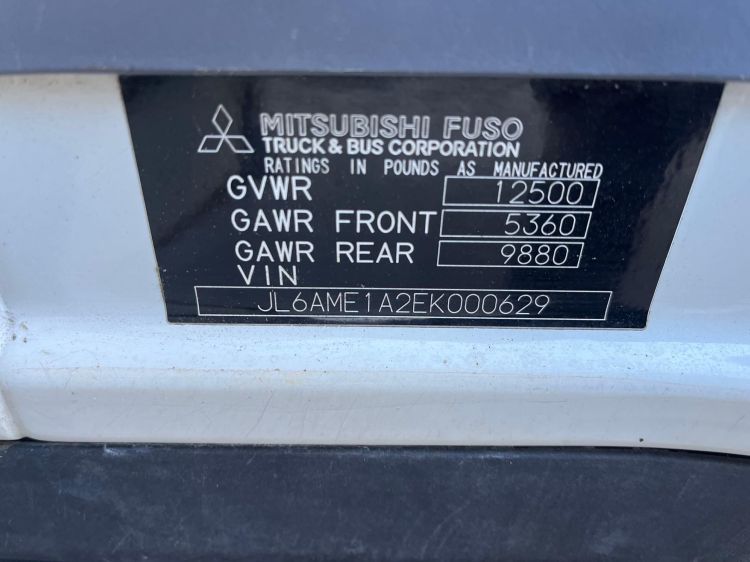 MITSUBISHI FUSO
TRUCK & BUS CORPORATION
RATINGS IN POUNDS AS MANUFACTURED
GVWR 12500
GAWR FRONT 5360
GAWR REAR 9880
VIN
JL6AME1A2EK000629